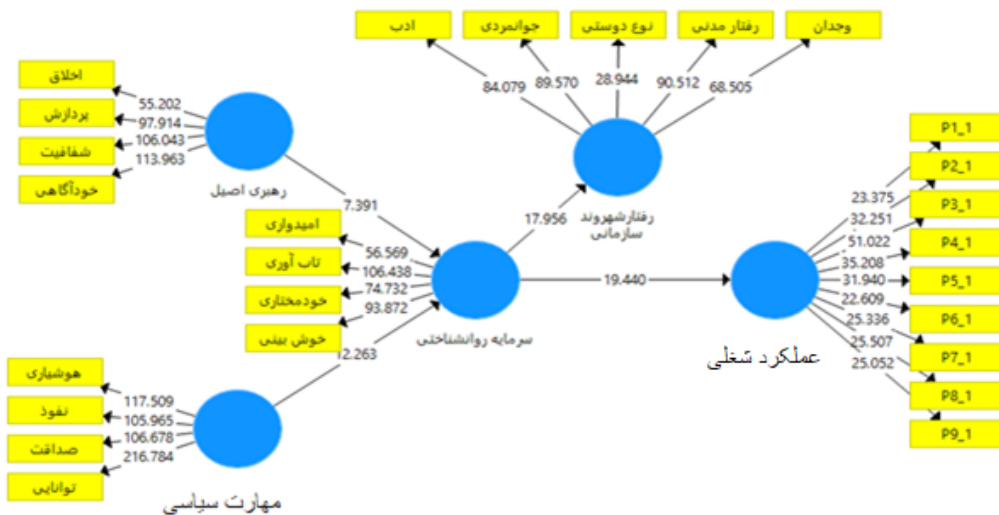 ادب
جوانمردی
نوع دوستی
رفتار مدنی
وجدان
84.079
89.570
28.944
90.512
68.505
اخلاق
پردازش
شفافیت
خودآگاهی
55.202
97.914
106.043
113.963
رهبری اصیل
7.391
رفتارشهروند
سازمانی
17.956
امیدواری
تاب آوری
خودمختاری
خوش بینی
56.569
106.438
74.732
93.872
سرمایه روانشناختی
12.263
19.440
هوشیاری
نفوذ
صداقت
توانایی
117.509
105.965
106.678
216.784
مهارت سیاسی
عملکرد شغلی
23.375
32.251
51.022
35.208
31.940
22.609
25.336
25.507
25.052
P1_1
P2_1
P3_1
P4_1
P5_1
P6_1
P7_1
P8_1
P9_1